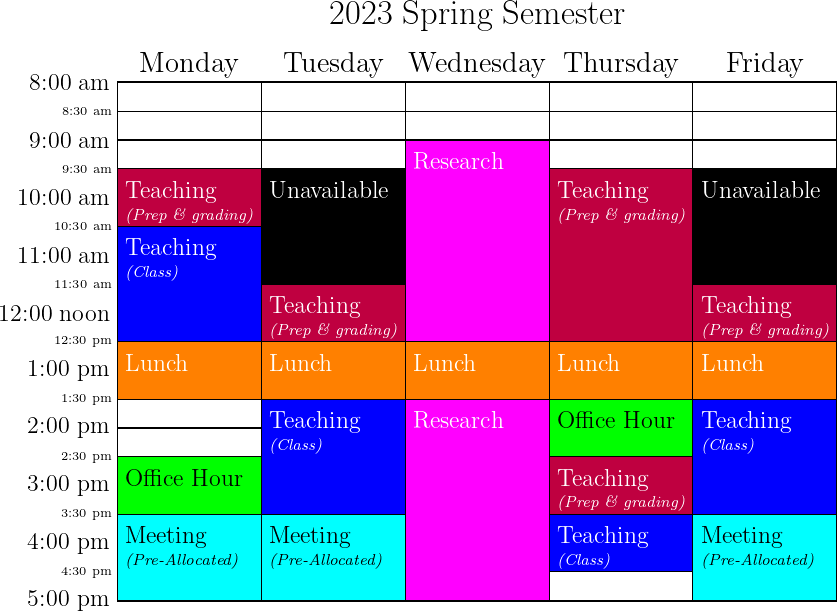 2023 Spring Semester
Monday Tuesday Wednesday Thursday Friday
8:00 am
8:30 am
9:00 am
Research
9:30 am
Teaching Unavailable Teaching Unavailable
10:00 am
(Prep & grading) (Prep & grading)
10:30 am
Teaching
11:00 am
(Class)
11:30 am
Teaching Teaching
12:00 noon
(Prep & grading) (Prep & grading)
12:30 pm
Lunch Lunch Lunch Lunch Lunch
1:00 pm
1:30 pm
Teaching Research Office Hour Teaching
2:00 pm
(Class) (Class)
2:30 pm
Office Hour Teaching
3:00 pm
(Prep & grading)
3:30 pm
Meeting Meeting Teaching Meeting
4:00 pm
(Pre-Allocated) (Pre-Allocated) (Class) (Pre-Allocated)
4:30 pm
5:00 pm